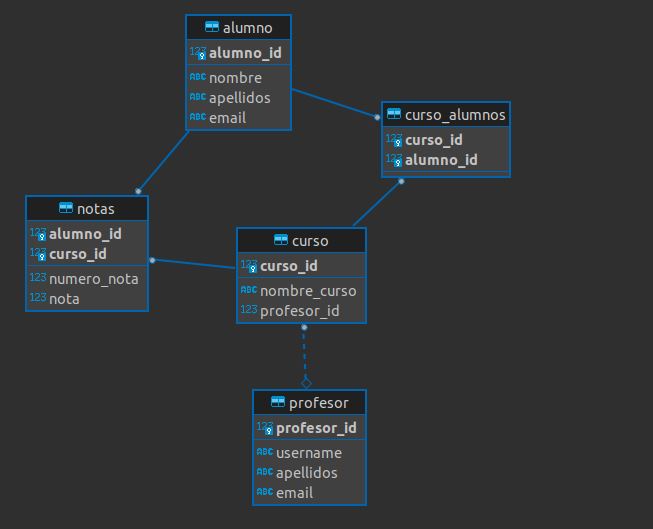 alumno
123 alumno_id
ABC nombre
ABC apellidos
ABC email
curso_alumnos
123 curso_id
123 alumno_id
notas
123 alumno_id
123 curso_id
123 numero_nota
123 nota
curso
123 curso_id
ABC nombre_curso
123 profesor_id
profesor
123 profesor_id
ABC username
ABC apellidos
ABC email